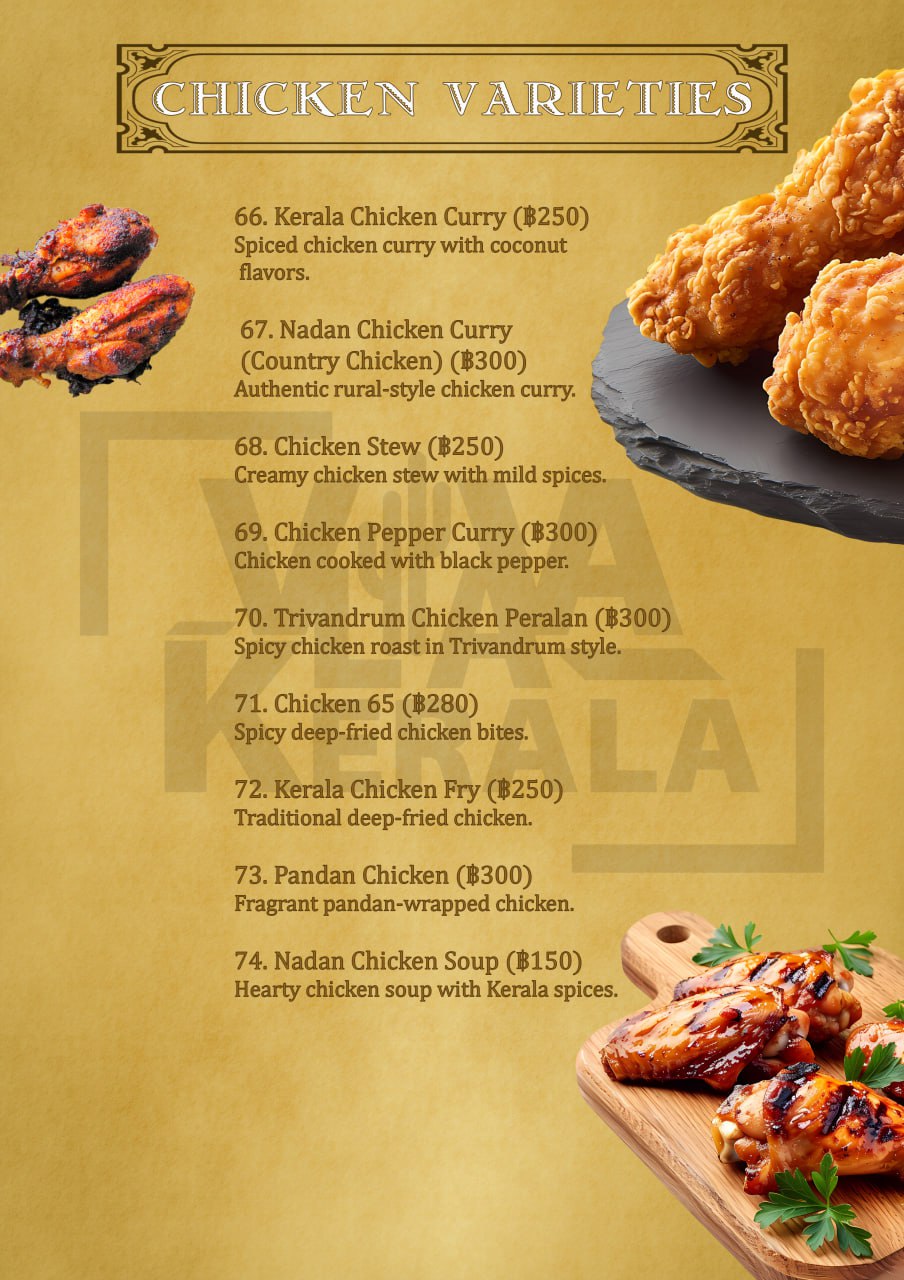 CHICKEN VARIETIES
66. Kerala Chicken Curry (฿250)
Spiced chicken curry with coconut
flavors.
67. Nadan Chicken Curry
(Country Chicken) (฿300)
Authentic rural-style chicken curry.
68. Chicken Stew (฿250)
Creamy chicken stew with mild spices.
69. Chicken Pepper Curry (฿300)
Chicken cooked with black pepper.
70. Trivandrum Chicken Peralan (฿300)
Spicy chicken roast in Trivandrum style.
71. Chicken 65 (฿280)
Spicy deep-fried chicken bites.
72. Kerala Chicken Fry (฿250)
Traditional deep-fried chicken.
73. Pandan Chicken (฿300)
Fragrant pandan-wrapped chicken.
74. Nadan Chicken Soup (฿150)
Hearty chicken soup with Kerala spices.
KERALA